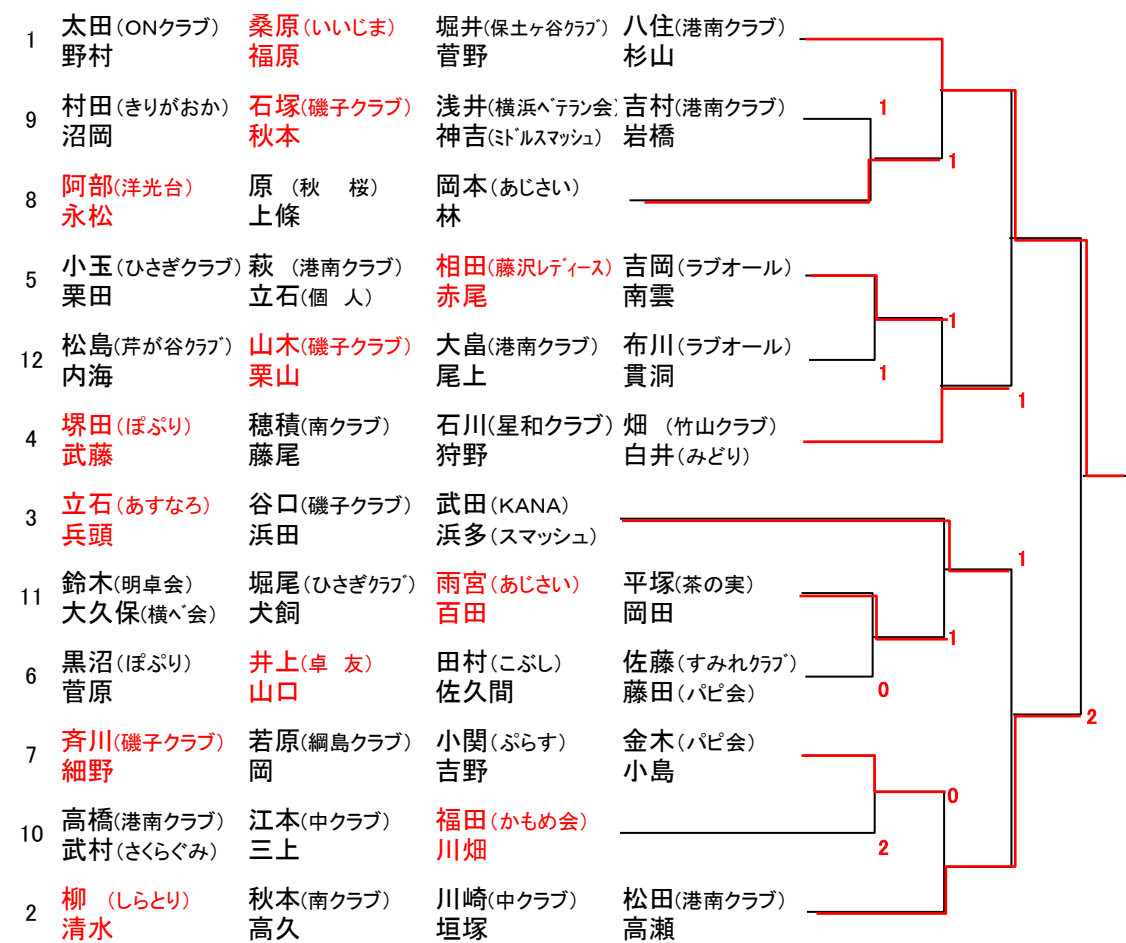 1 太田(ONクラブ) 桑原(いいじま) 堀井(保土ヶ谷ｸﾗﾌﾞ) 八住(港南クラブ)
野村 福原 菅野 杉山
9 村田(きりがおか) 石塚(磯子クラブ) 浅井(横浜ﾍﾞﾃﾗﾝ会) 吉村(港南クラブ) 1
沼岡 秋本 神吉(ﾐﾄﾞﾙスマッシュ) 岩橋
1
8 阿部(洋光台) 原 (秋 桜) 岡本(あじさい)
永松 上條 林
5 小玉(ひさぎクラブ) 萩 (港南クラブ) 相田(藤沢レディース) 吉岡(ラブオール)
栗田 立石(個 人) 赤尾 南雲
1
12 松島(芹が谷ｸﾗﾌﾞ) 山木(磯子クラブ) 大畠(港南クラブ) 布川(ラブオール)
内海 栗山 尾上 貫洞 1
1
4 堺田(ぽぷり) 穂積(南クラブ) 石川(星和クラブ) 畑 (竹山クラブ)
武藤 藤尾 狩野 白井(みどり)
3 立石(あすなろ) 谷口(磯子クラブ) 武田(KANA)
兵頭 浜田 浜多(スマッシュ)
1
11 鈴木(明卓会) 堀尾(ひさぎｸﾗﾌﾞ) 雨宮(あじさい) 平塚(茶の実)
大久保(横ﾍﾞ会) 犬飼 百田 岡田
1
6 黒沼(ぽぷり) 井上(卓 友) 田村(こぶし) 佐藤(すみれｸﾗﾌﾞ)
菅原 山口 佐久間 藤田(パピ会) 0
2
7 斉川(磯子クラブ) 若原(綱島クラブ) 小関(ぷらす) 金木(パピ会)
細野 岡 吉野 小島
0
10 高橋(港南クラブ) 江本(中クラブ) 福田(かもめ会)
武村(さくらぐみ) 三上 川畑 2
2 柳 (しらとり) 秋本(南クラブ) 川崎(中クラブ) 松田(港南クラブ)
清水 高久 垣塚 高瀬